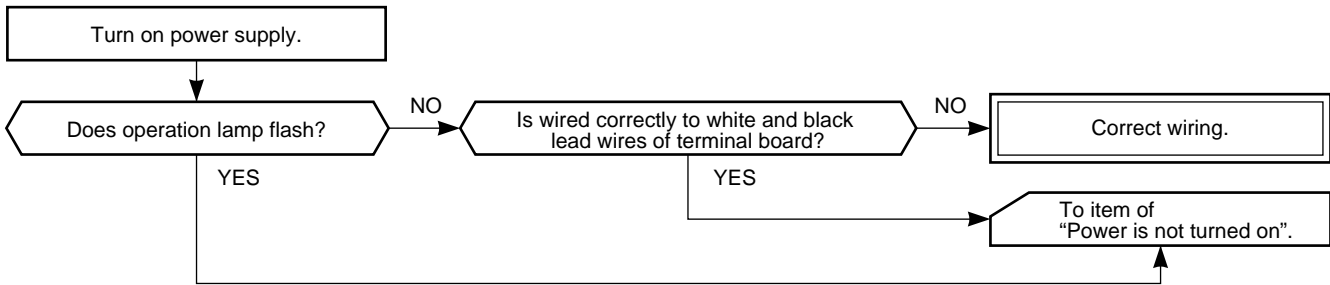 Turn on power supply.
Does operation lamp flash?
NO
Is wired correctly to white and black
lead wires of terminal board?
NO
Correct wiring.
YES
YES
To item of
“Power is not turned on”.